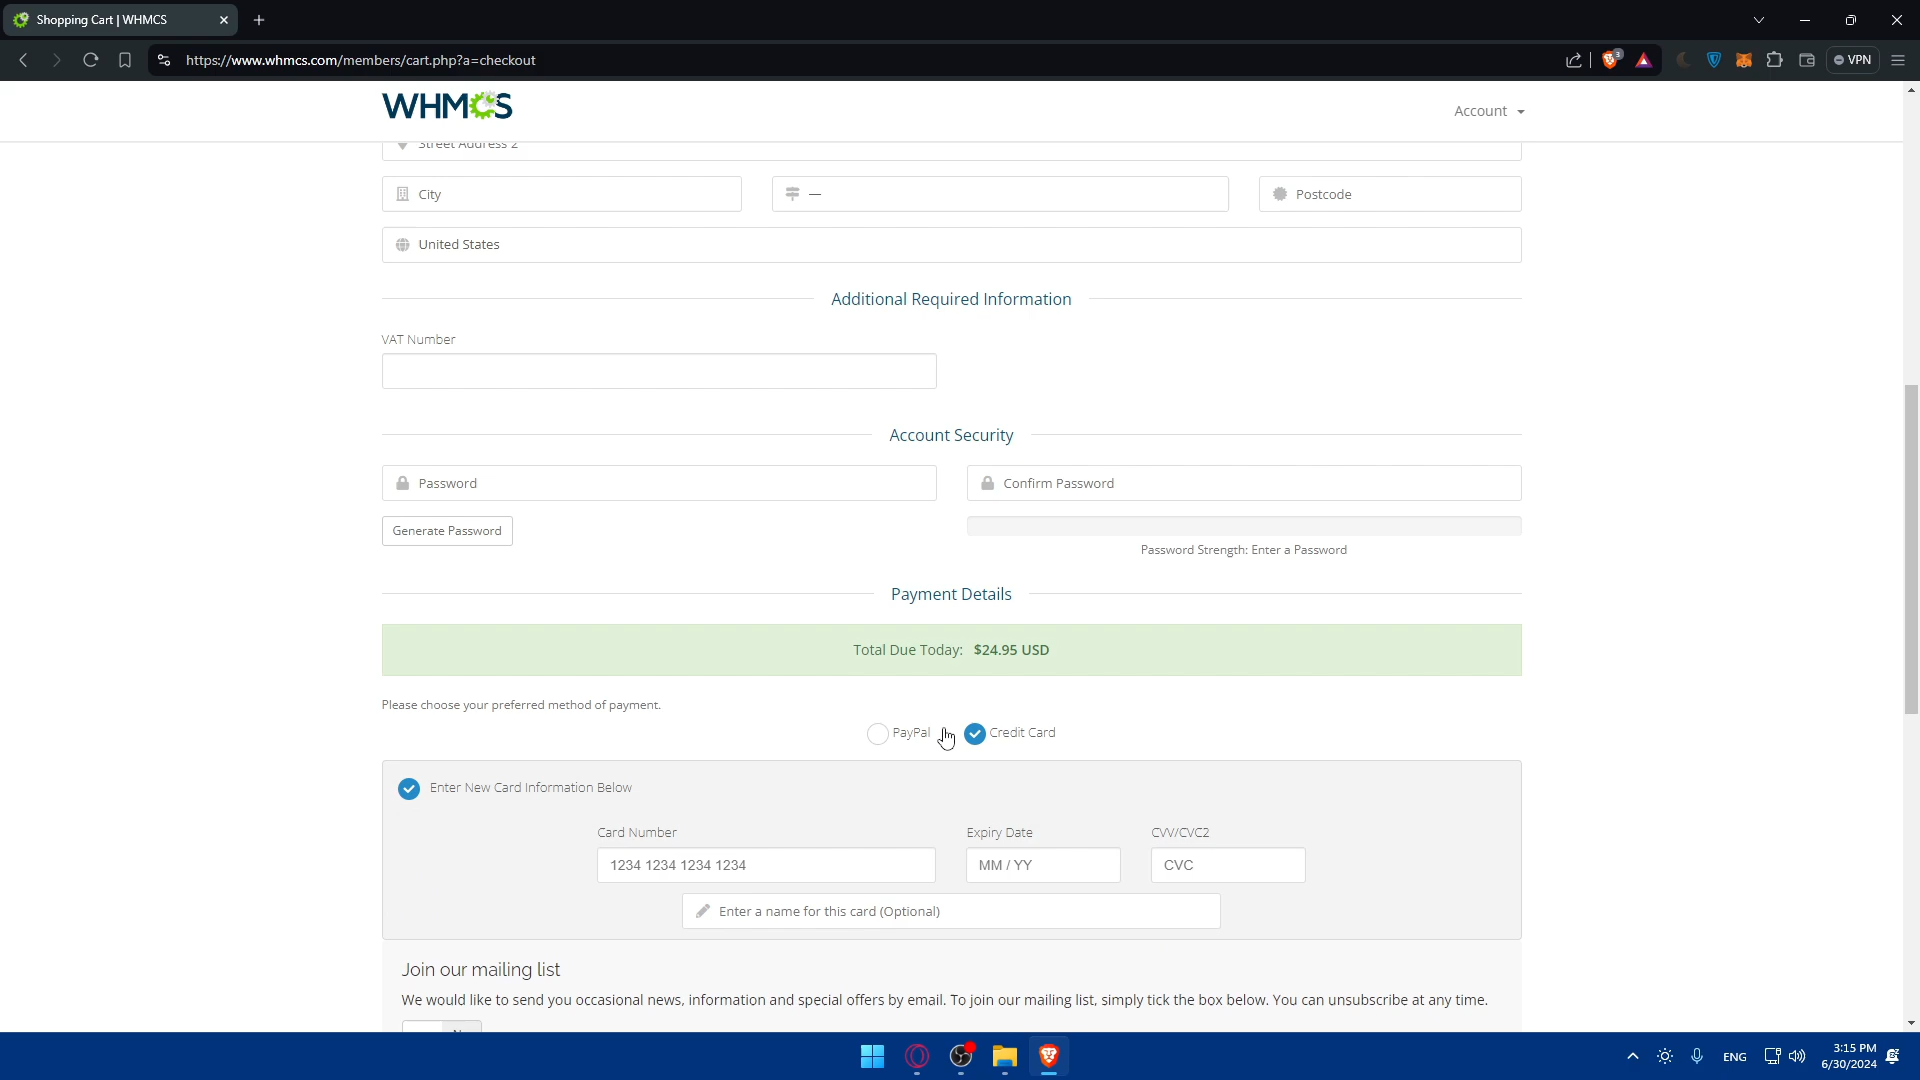 Shopping Cart | WHMCS
https://www.whmcs.com/members/cart.php?a=checkout
3
VPN
WHMCS
Account
Street Address 2
City
—
Postcode
United States
Additional Required Information
VAT Number
Account Security
Password
Confirm Password
Generate Password
Password Strength: Enter a Password
Payment Details
Total Due Today: $24.95 USD
Please choose your preferred method of payment.
PayPal
Credit Card
Enter New Card Information Below
Card Number
Expiry Date
CVV/CVC2
1234 1234 1234 1234
MM / YY
CVC
Enter a name for this card (Optional)
Join our mailing list
We would like to send you occasional news, information and special offers by email. To join our mailing list, simply tick the box below. You can unsubscribe at any time.
ENG
3:15 PM
6/30/2024